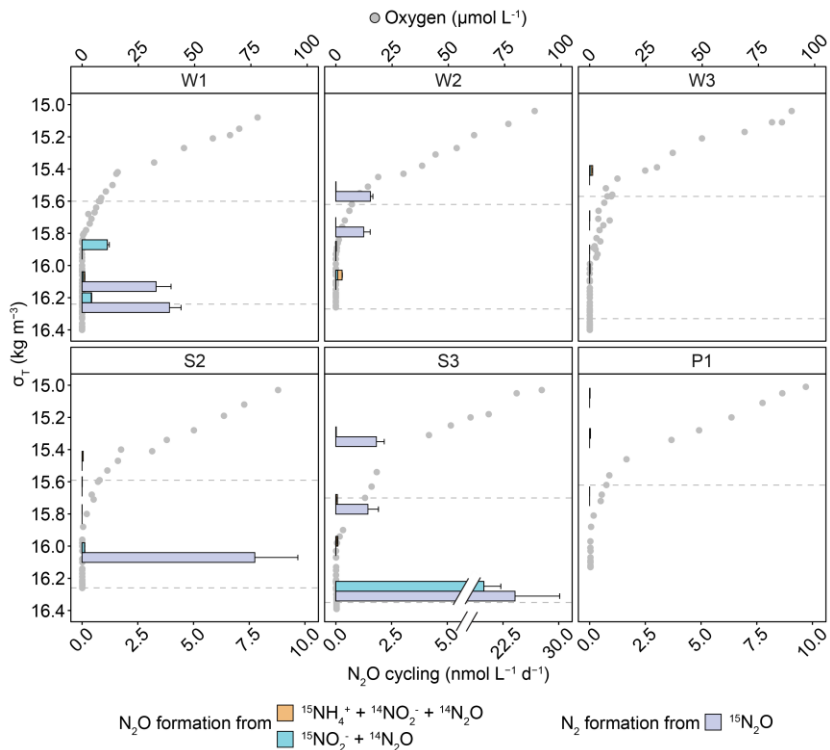 Oxygen (µmol L⁻¹)
0 25 50 75 100 0 25 50 75 100 0 25 50 75 100
W1 W2 W3
15.0
15.2
15.4
15.6
15.8
16.0
16.2
16.4
σT (kg m⁻³)
S2 S3 P1
15.0
15.2
15.4
15.6
15.8
16.0
16.2
16.4
0.0 2.5 5.0 7.5 10.0 0.0 2.5 5.0 22.5 30.0 0.0 2.5 5.0 7.5 10.0
N₂O cycling (nmol L⁻¹ d⁻¹)
N₂O formation from ¹⁵NH₄⁺ + ¹⁴NO₂⁻ + ¹⁴N₂O N₂ formation from ¹⁵N₂O
¹⁵NO₂⁻ + ¹⁴N₂O